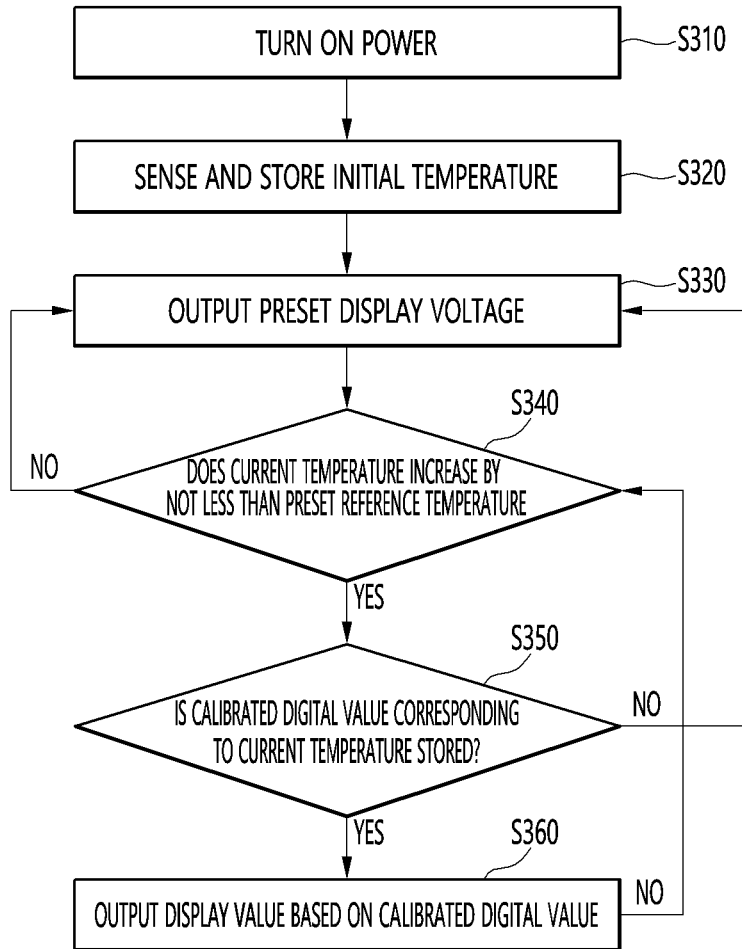 TURN ON POWER
S310
SENSE AND STORE INITIAL TEMPERATURE
S320
OUTPUT PRESET DISPLAY VOLTAGE
S330
S340
DOES CURRENT TEMPERATURE INCREASE BY
NOT LESS THAN PRESET REFERENCE TEMPERATURE
NO
YES
S350
IS CALIBRATED DIGITAL VALUE CORRESPONDING
TO CURRENT TEMPERATURE STORED?
NO
YES
S360
OUTPUT DISPLAY VALUE BASED ON CALIBRATED DIGITAL VALUE
NO